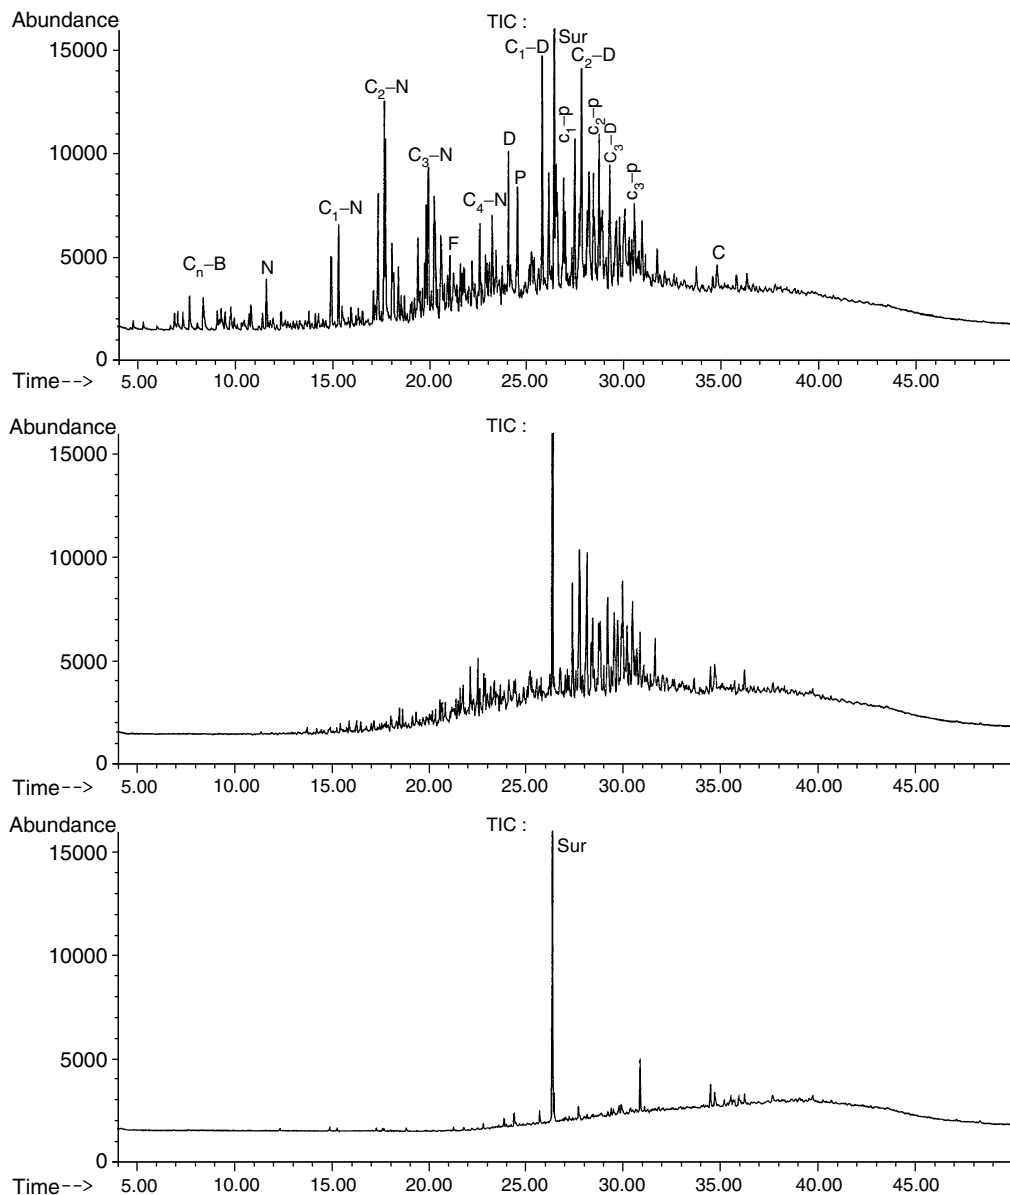 Abundance
TIC :
15000
Sur
C₁–D
C₂–D
C₂–N
c₁–p
c₂–p
10000
D
C₃–N
C₃–D
P
c₃–p
C₁–N
C₄–N
5000
C_n–B
N
F
C
0
Time--> 5.00 10.00 15.00 20.00 25.00 30.00 35.00 40.00 45.00
Abundance
TIC :
15000
10000
5000
0
Time--> 5.00 10.00 15.00 20.00 25.00 30.00 35.00 40.00 45.00
Abundance
TIC :
15000
Sur
10000
5000
0
Time--> 5.00 10.00 15.00 20.00 25.00 30.00 35.00 40.00 45.00